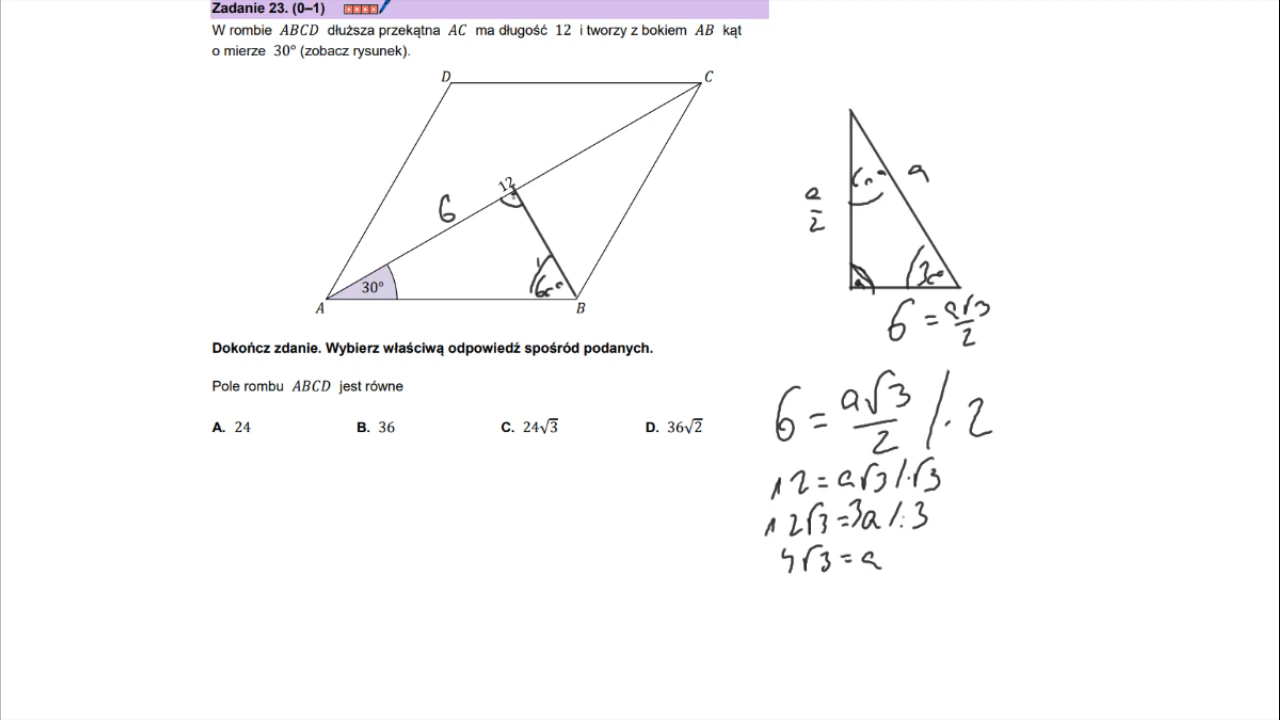 Zadanie 23. (0–1)
W rombie ABCD dłuższa przekątna AC ma długość 12 i tworzy z bokiem AB kąt
o mierze 30° (zobacz rysunek).
D
C
12
6
30°
60°
A
B
a/2
60°
a
30°
6 = a√3/2
Dokończ zdanie. Wybierz właściwą odpowiedź spośród podanych.
Pole rombu ABCD jest równe
A. 24 B. 36 C. 24√3 D. 36√2
6 = a√3/2 /·2
12 = a√3 /·√3
12√3 = 3a /:3
4√3 = a